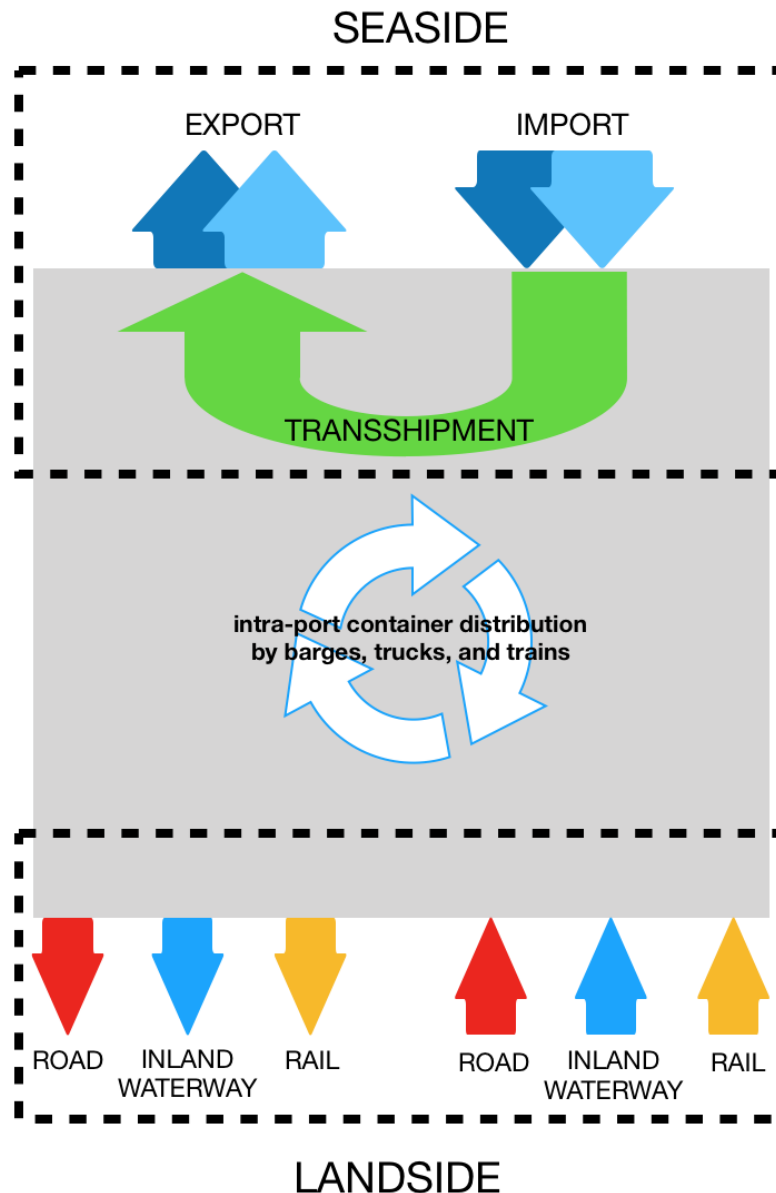 SEASIDE
EXPORT
IMPORT
TRANSSHIPMENT
intra-port container distribution
by barges, trucks, and trains
ROAD
INLAND
WATERWAY
RAIL
ROAD
INLAND
WATERWAY
RAIL
LANDSIDE